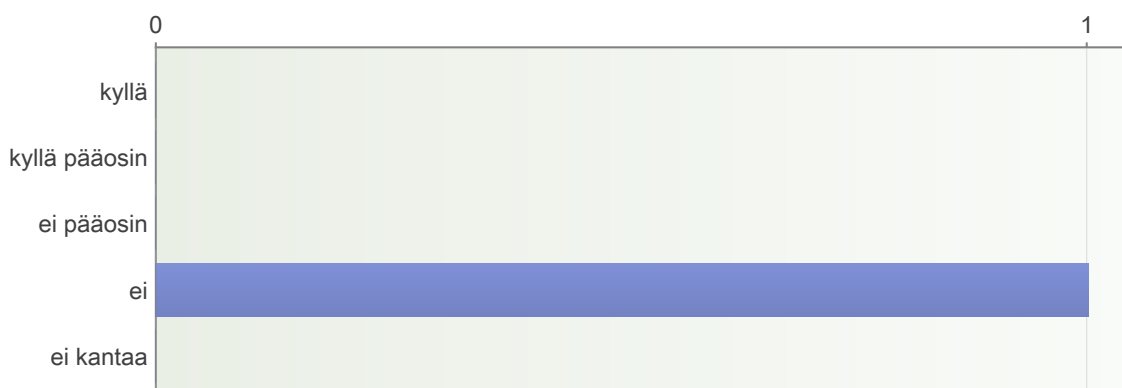 0 1
kyllä
kyllä pääosin
ei pääosin
ei
ei kantaa